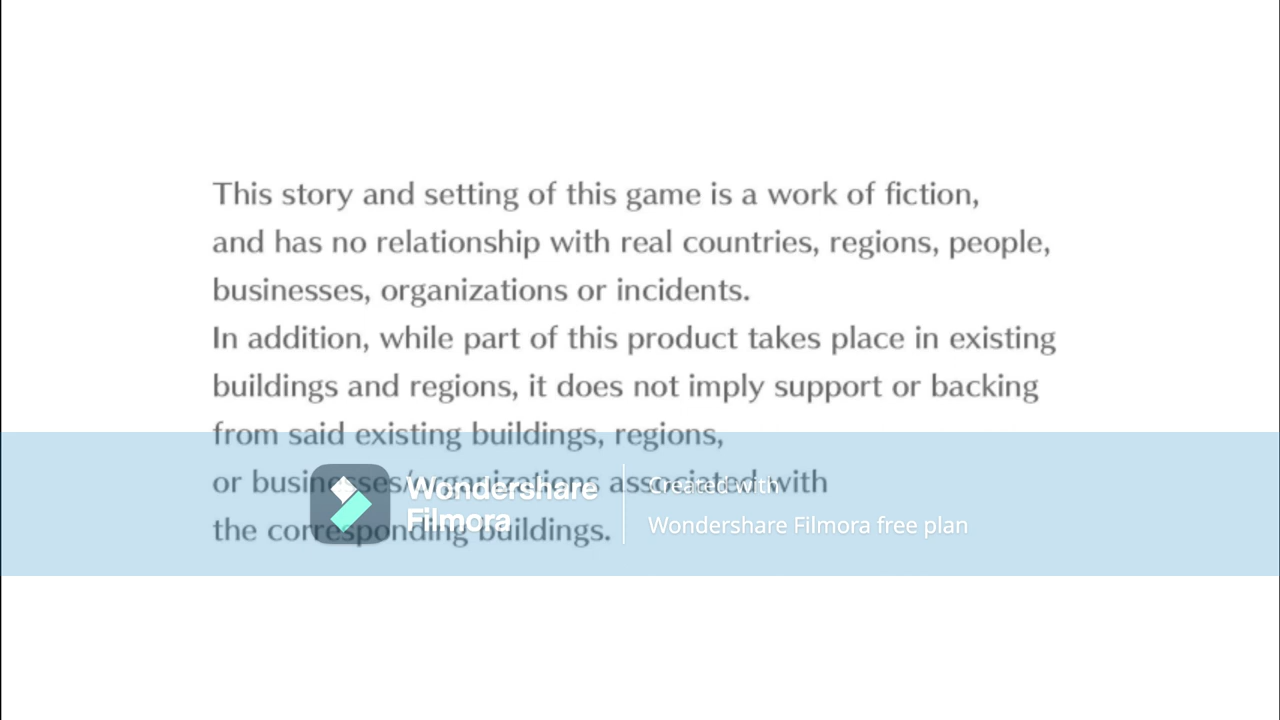 This story and setting of this game is a work of fiction,
and has no relationship with real countries, regions, people,
businesses, organizations or incidents.
In addition, while part of this product takes place in existing
buildings and regions, it does not imply support or backing
from said existing buildings, regions,
or businesses/organizations associated with
the corresponding buildings.
Wondershare
Filmora
Created with
Wondershare Filmora free plan